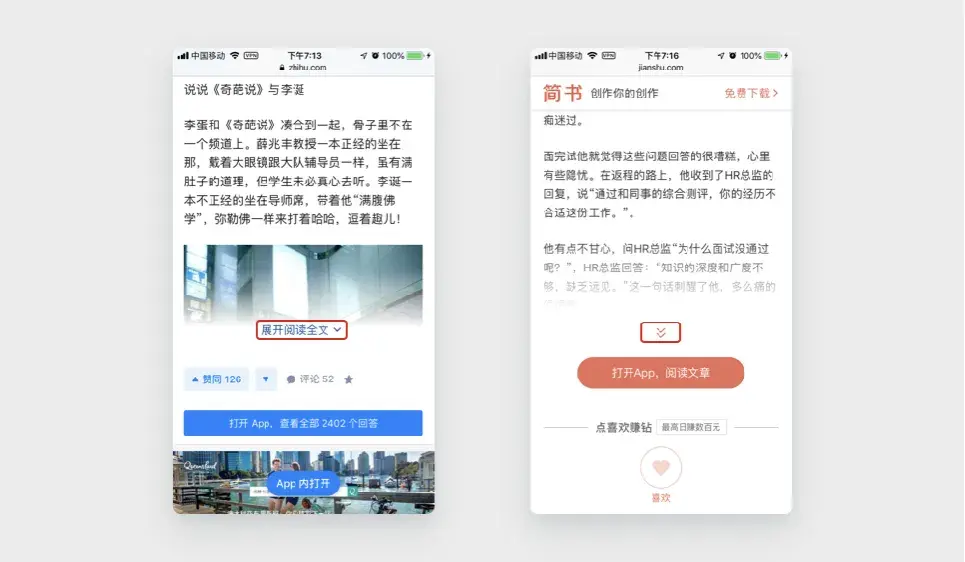 中国移动 VPN 下午7:13 100%
zhihu.com
说说《奇葩说》与李诞
李蛋和《奇葩说》凑合到一起，骨子里不在
一个频道上。薛兆丰教授一本正经的坐在
那，戴着大眼镜跟大队辅导员一样，虽有满
肚子的道理，但学生未必真心去听。李诞一
本不正经的坐在导师席，带着他“满腹佛
学”，弥勒佛一样来打着哈哈，逗着趣儿！
展开阅读全文
赞同 126 评论 52
打开 App，查看全部 2402 个回答
Queensland
App 内打开
中国移动 VPN 下午7:16 100%
jianshu.com
简书 创作你的创作 免费下载
痴迷过。
面完试他就觉得这些问题回答的很糟糕，心里
有些隐忧。在返程的路上，他收到了HR总监的
回复，说“通过和同事的综合测评，你的经历不
合适这份工作。”。
他有点不甘心，问HR总监“为什么面试没通过
呢？”，HR总监回答：“知识的深度和广度不
够，缺乏远见。”这一句话刺醒了他，多么痛的
打开App，阅读文章
点喜欢赚钻 最高日赚数百元
喜欢